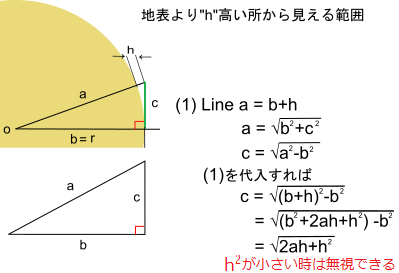 地表より"h"高い所から見える範囲
h
a
c
o
b = r
(1) Line a = b+h
a = √b²+c²
c = √a²-b²
(1)を代入すれば
c = √(b+h)²-b²
= √(b²+2ah+h²) -b²
= √2ah+h²
h²が小さい時は無視できる
a
c
b